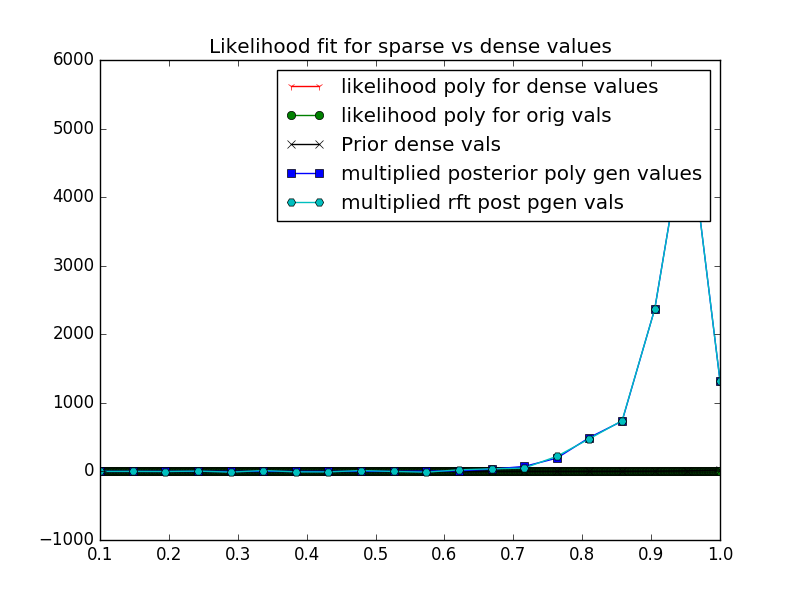 Likelihood fit for sparse vs dense values
6000
5000
4000
3000
2000
1000
0
−1000
likelihood poly for dense values
likelihood poly for orig vals
Prior dense vals
multiplied posterior poly gen values
multiplied rft post pgen vals
0.1 0.2 0.3 0.4 0.5 0.6 0.7 0.8 0.9 1.0